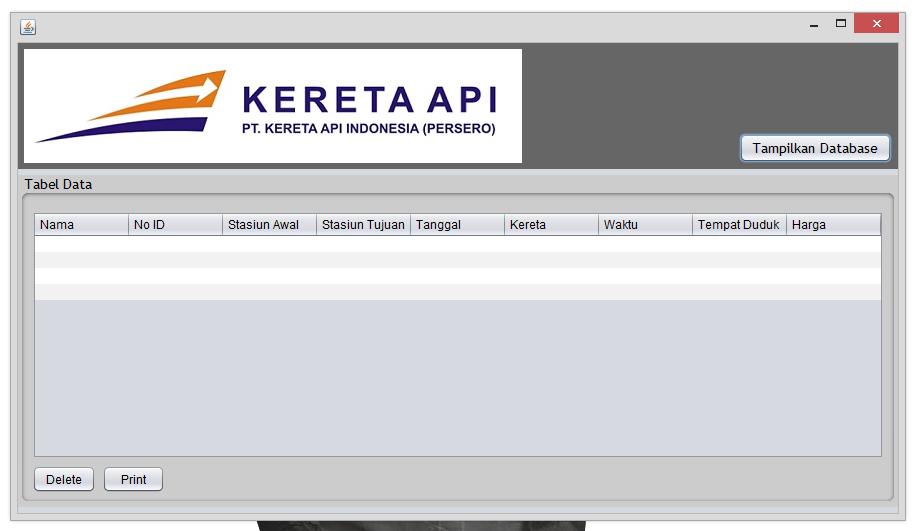 KERETA API
PT. KERETA API INDONESIA (PERSERO)
Tampilkan Database
Tabel Data
Nama No ID Stasiun Awal Stasiun Tujuan Tanggal Kereta Waktu Tempat Duduk Harga
Delete Print